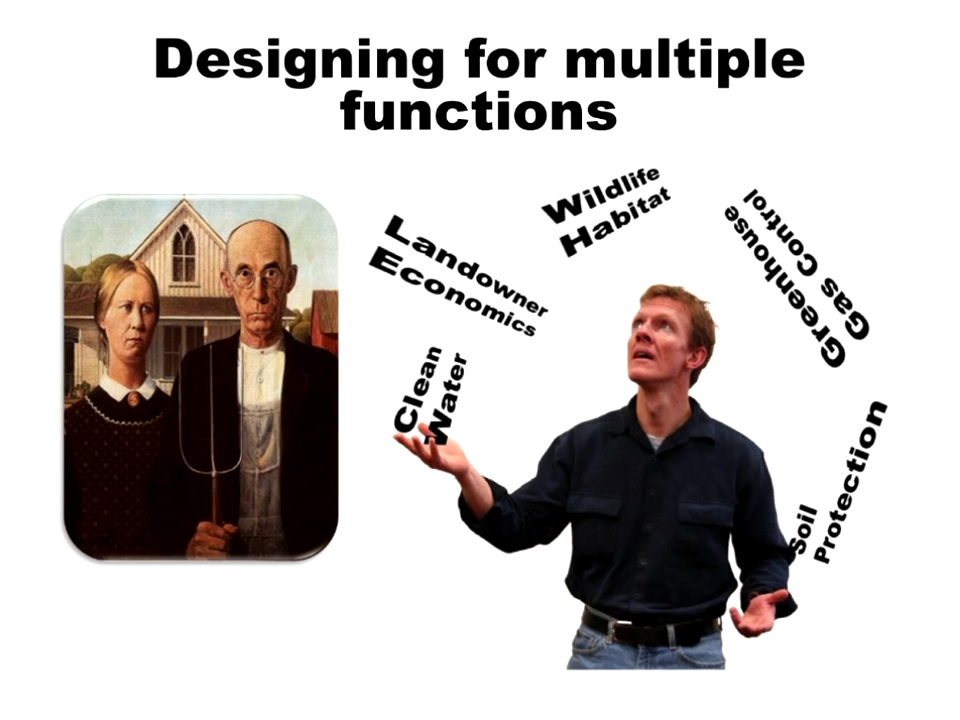 Designing for multiple
functions
Wildlife
Habitat
Landowner
Economics
Greenhouse
Gas Control
Clean
Water
Soil
Protection